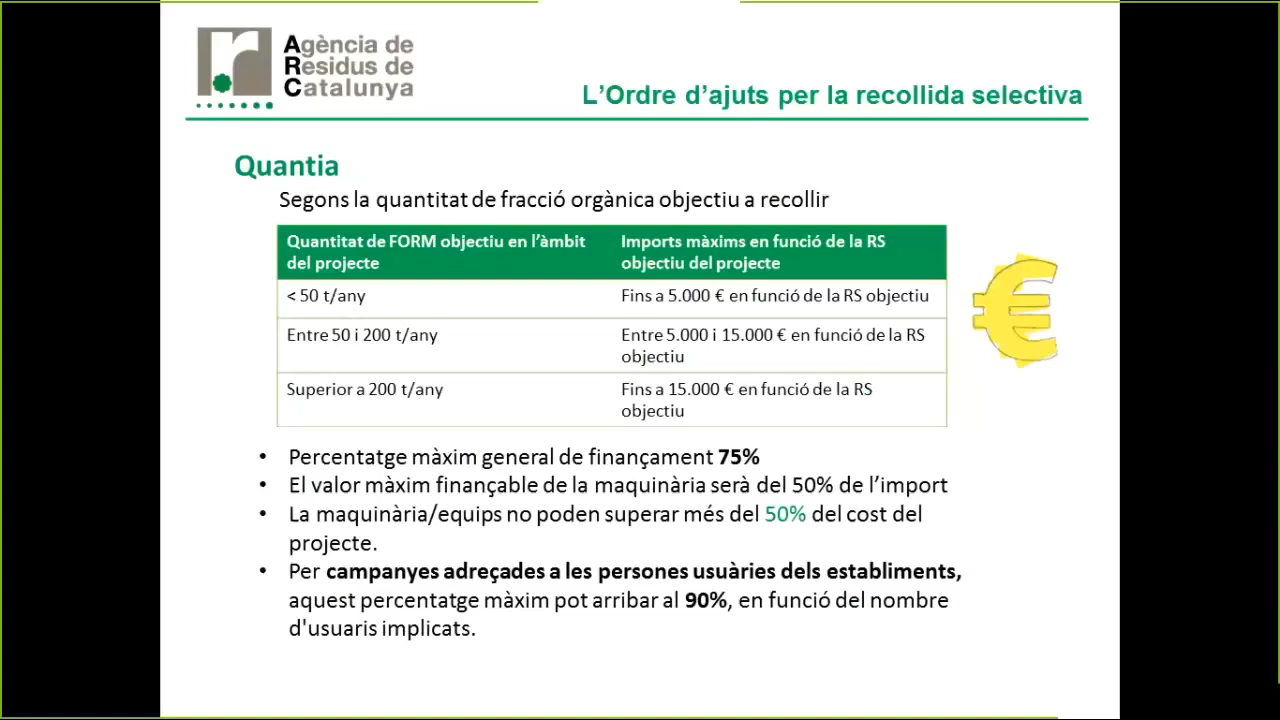 Agència de
Residus de
Catalunya
L'Ordre d'ajuts per la recollida selectiva
Quantia
Segons la quantitat de fracció orgànica objectiu a recollir
Quantitat de FORM objectiu en l'àmbit
del projecte
Imports màxims en funció de la RS
objectiu del projecte
< 50 t/any
Fins a 5.000 € en funció de la RS objectiu
Entre 50 i 200 t/any
Entre 5.000 i 15.000 € en funció de la RS
objectiu
Superior a 200 t/any
Fins a 15.000 € en funció de la RS
objectiu
• Percentatge màxim general de finançament 75%
• El valor màxim finançable de la maquinària serà del 50% de l'import
• La maquinària/equips no poden superar més del 50% del cost del
projecte.
• Per campanyes adreçades a les persones usuàries dels establiments,
aquest percentatge màxim pot arribar al 90%, en funció del nombre
d'usuaris implicats.